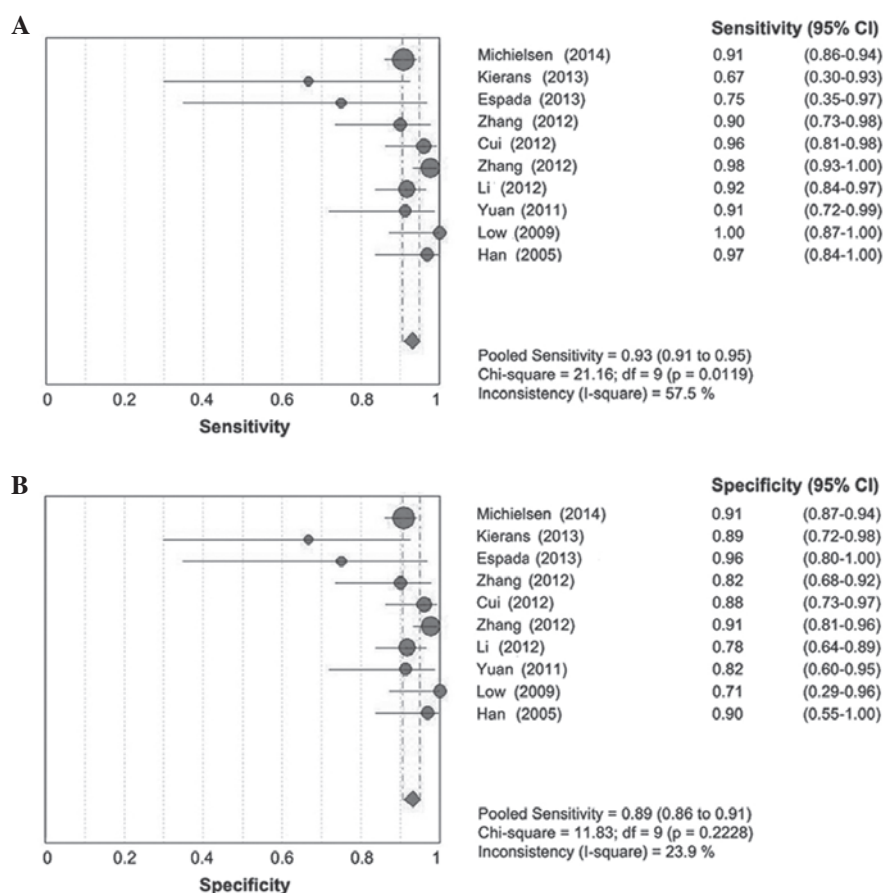 A
Sensitivity (95% CI)
Michielsen (2014) 0.91 (0.86-0.94)
Kierans (2013) 0.67 (0.30-0.93)
Espada (2013) 0.75 (0.35-0.97)
Zhang (2012) 0.90 (0.73-0.98)
Cui (2012) 0.96 (0.81-0.98)
Zhang (2012) 0.98 (0.93-1.00)
Li (2012) 0.92 (0.84-0.97)
Yuan (2011) 0.91 (0.72-0.99)
Low (2009) 1.00 (0.87-1.00)
Han (2005) 0.97 (0.84-1.00)
Pooled Sensitivity = 0.93 (0.91 to 0.95)
Chi-square = 21.16; df = 9 (p = 0.0119)
Inconsistency (I-square) = 57.5 %
0 0.2 0.4 0.6 0.8 1
Sensitivity
B
Specificity (95% CI)
Michielsen (2014) 0.91 (0.87-0.94)
Kierans (2013) 0.89 (0.72-0.98)
Espada (2013) 0.96 (0.80-1.00)
Zhang (2012) 0.82 (0.68-0.92)
Cui (2012) 0.88 (0.73-0.97)
Zhang (2012) 0.91 (0.81-0.96)
Li (2012) 0.78 (0.64-0.89)
Yuan (2011) 0.82 (0.60-0.95)
Low (2009) 0.71 (0.29-0.96)
Han (2005) 0.90 (0.55-1.00)
Pooled Sensitivity = 0.89 (0.86 to 0.91)
Chi-square = 11.83; df = 9 (p = 0.2228)
Inconsistency (I-square) = 23.9 %
0 0.2 0.4 0.6 0.8 1
Specificity